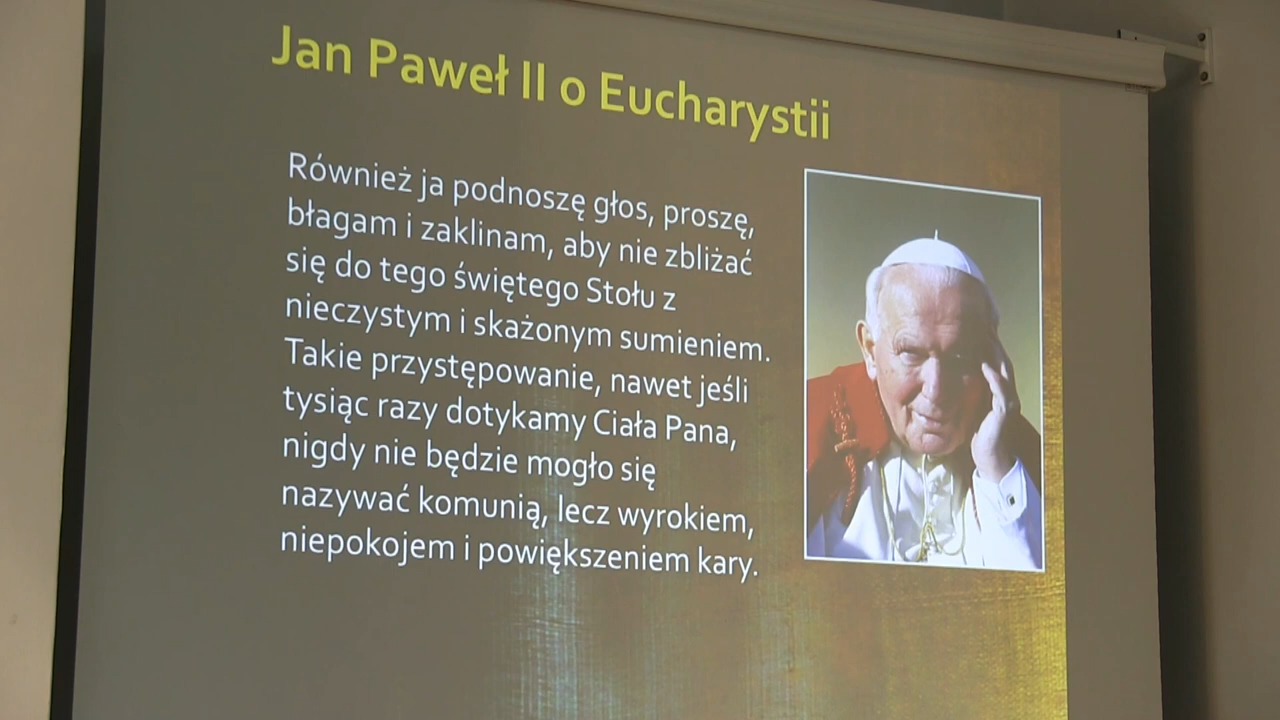 Jan Paweł II o Eucharystii
Również ja podnoszę głos, proszę,
błagam i zaklinam, aby nie zbliżać
się do tego świętego Stołu z
nieczystym i skażonym sumieniem.
Takie przystępowanie, nawet jeśli
tysiąc razy dotykamy Ciała Pana,
nigdy nie będzie mogło się
nazywać komunią, lecz wyrokiem,
niepokojem i powiększeniem kary.